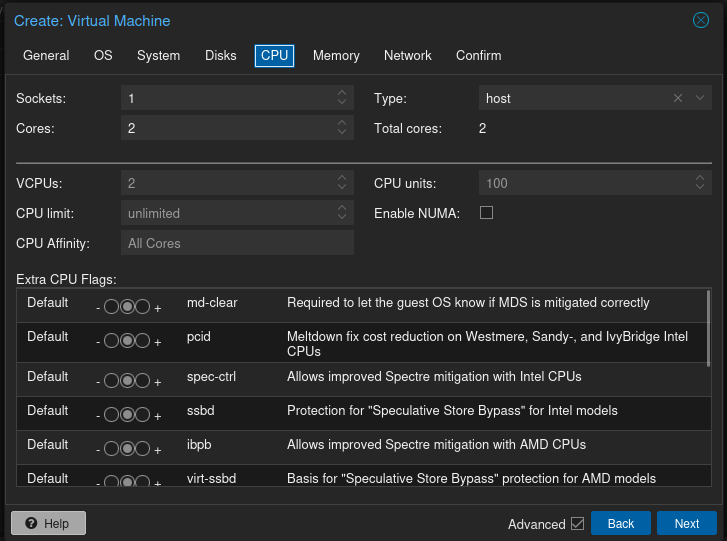 Create: Virtual Machine
General OS System Disks CPU Memory Network Confirm
Sockets: 1 Type: host
Cores: 2 Total cores: 2
VCPUs: 2 CPU units: 100
CPU limit: unlimited Enable NUMA:
CPU Affinity: All Cores
Extra CPU Flags:
Default - + md-clear Required to let the guest OS know if MDS is mitigated correctly
Default - + pcid Meltdown fix cost reduction on Westmere, Sandy-, and IvyBridge Intel
CPUs
Default - + spec-ctrl Allows improved Spectre mitigation with Intel CPUs
Default - + ssbd Protection for "Speculative Store Bypass" for Intel models
Default - + ibpb Allows improved Spectre mitigation with AMD CPUs
Default - + virt-ssbd Basis for "Speculative Store Bypass" protection for AMD models
? Help Advanced Back Next